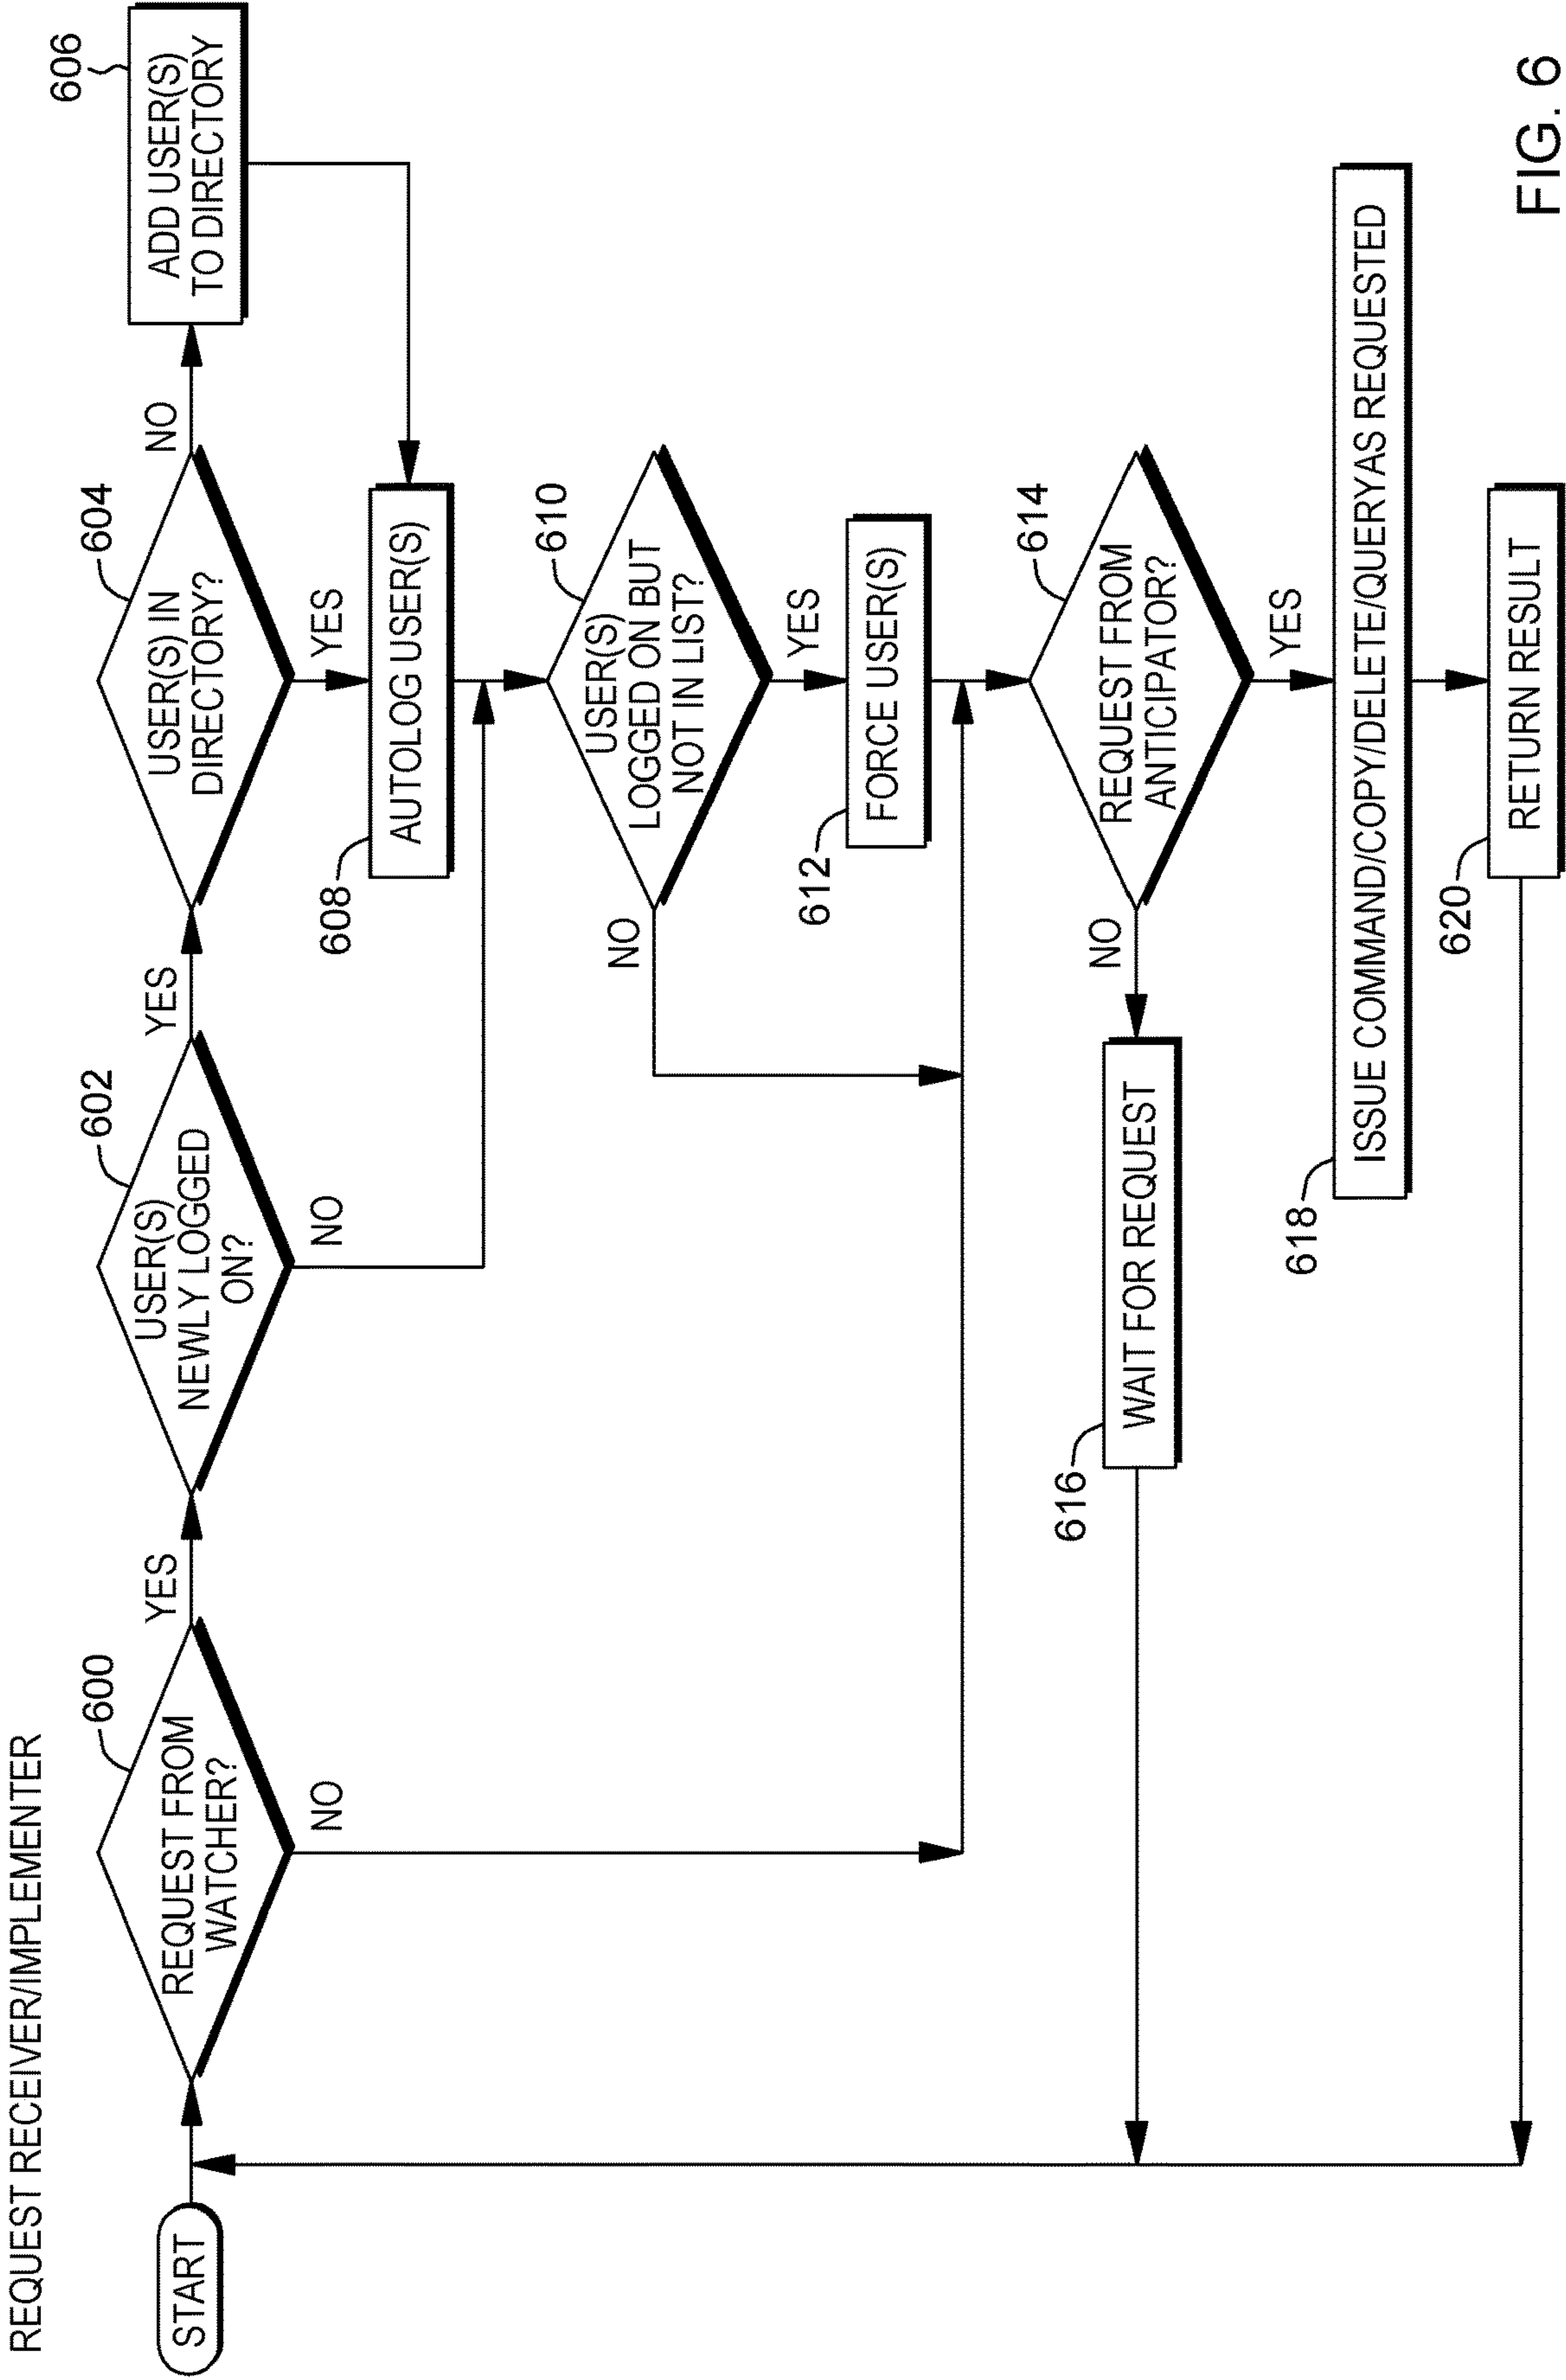 REQUEST RECEIVER/IMPLEMENTER
START
600
REQUEST FROM
WATCHER?
YES
NO
602
USER(S)
NEWLY LOGGED
ON?
YES
NO
604
USER(S) IN
DIRECTORY?
NO
YES
606
ADD USER(S)
TO DIRECTORY
608
AUTOLOG USER(S)
610
USER(S)
LOGGED ON BUT
NOT IN LIST?
NO
YES
612
FORCE USER(S)
614
REQUEST FROM
ANTICIPATOR?
NO
YES
616
WAIT FOR REQUEST
618
ISSUE COMMAND/COPY/DELETE/QUERY AS REQUESTED
620
RETURN RESULT
FIG. 6